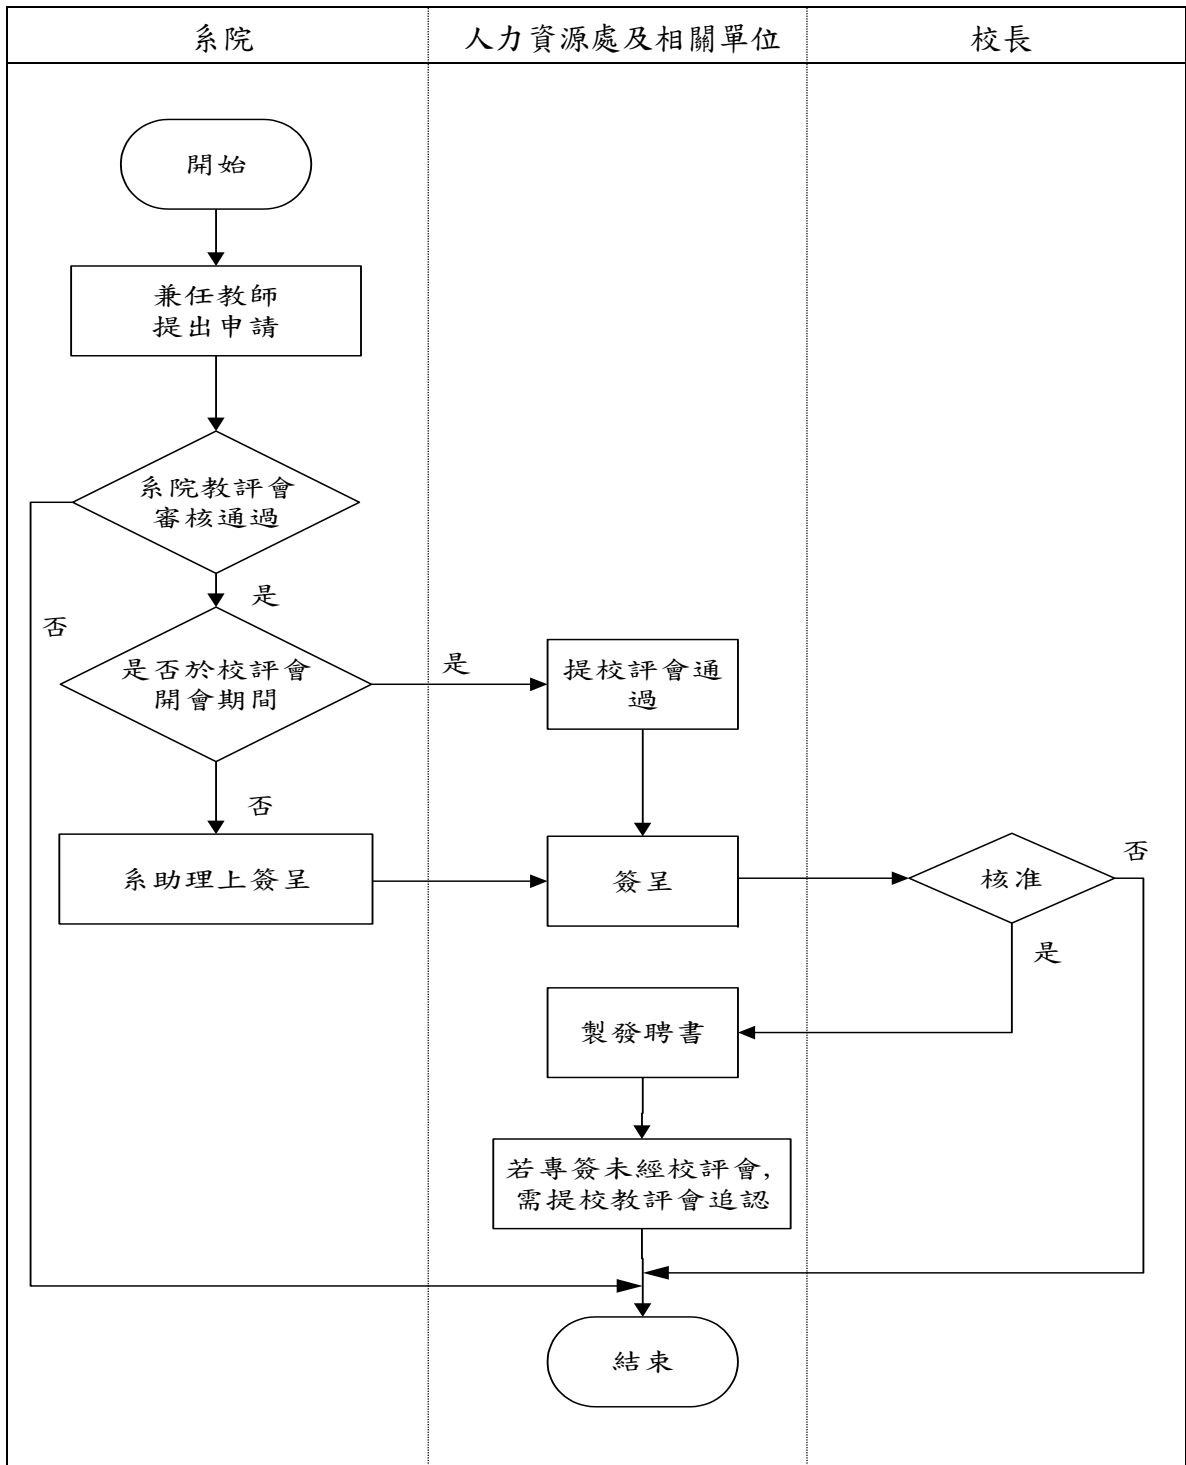 系院
人力資源處及相關單位
校長
開始
兼任教師
提出申請
系院教評會
審核通過
是
否
是否於校評會
開會期間
是
提校評會通
過
否
系助理上簽呈
簽呈
核准
否
是
製發聘書
若專簽未經校評會,
需提校教評會追認
結束